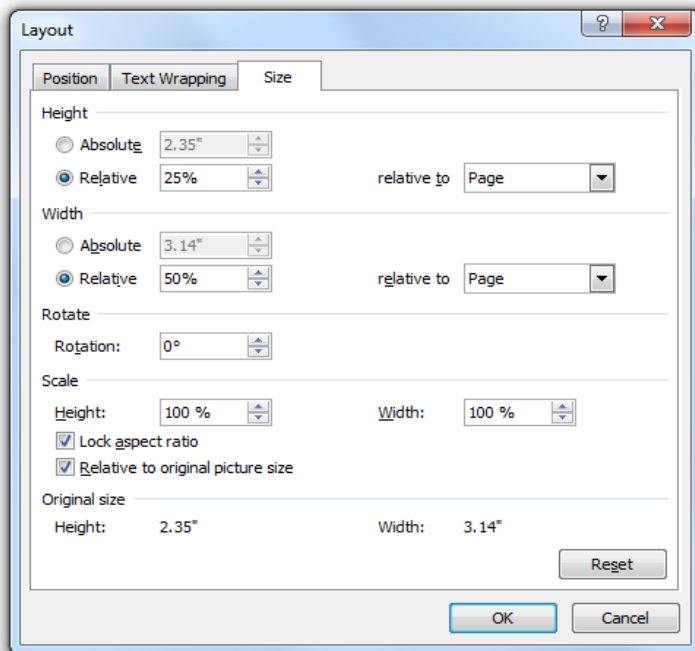 Layout
Position Text Wrapping Size
Height
Absolute 2.35"
Relative 25% relative to Page
Width
Absolute 3.14"
Relative 50% relative to Page
Rotate
Rotation: 0°
Scale
Height: 100 % Width: 100 %
Lock aspect ratio
Relative to original picture size
Original size
Height: 2.35" Width: 3.14"
Reset
OK Cancel